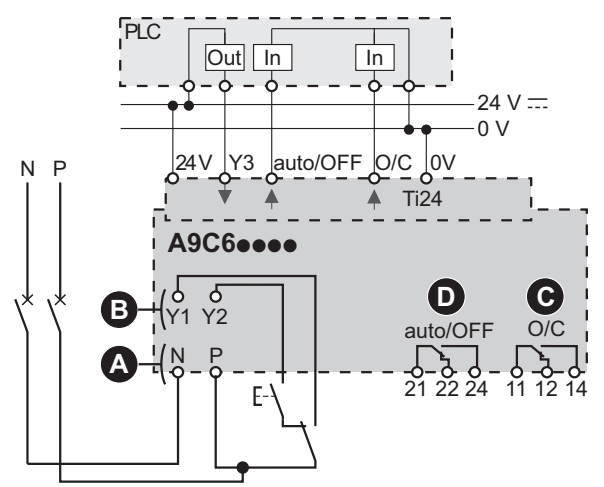 PLC
Out In In
24 V
0 V
N P
24V Y3 auto/OFF O/C 0V
Ti24
A9C6●●●●
B Y1 Y2
D C
auto/OFF O/C
A N P
21 22 24 11 12 14